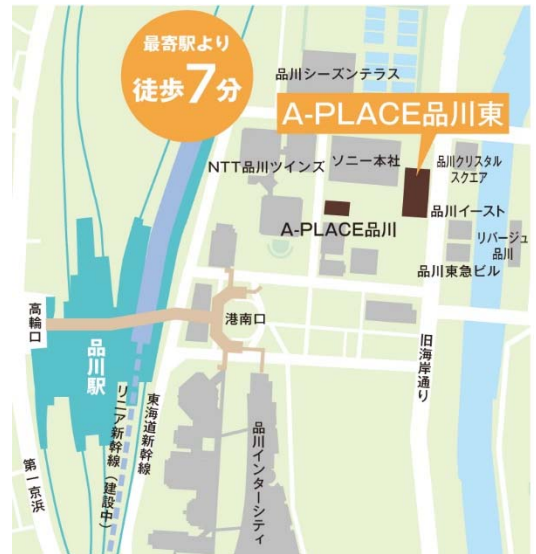 最寄駅より
徒歩7分
品川シーズンテラス
A-PLACE品川東
NTT品川ツインズ
ソニー本社
品川クリスタル
スクエア
A-PLACE品川
品川イースト
リバージュ
品川
品川東急ビル
高輪口
港南口
品川駅
旧海岸通り
東海道新幹線
リニア新幹線(建設中)
第一京浜
品川インターシティ